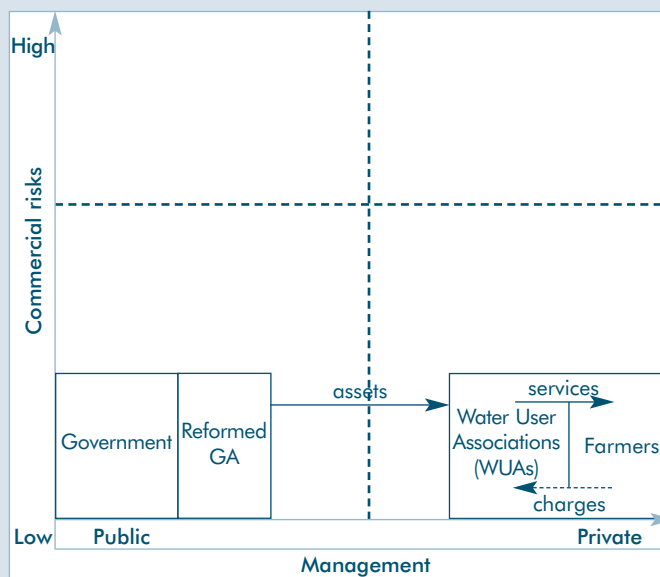 High
Commercial risks
assets
services
Government
Reformed
GA
Water User
Associations
(WUAs)
Farmers
charges
Low
Public
Private
Management